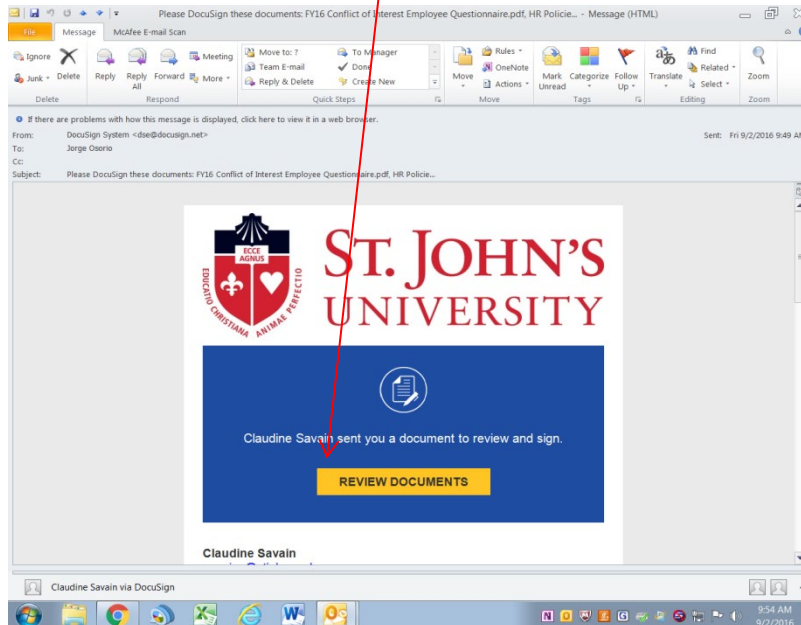 Please DocuSign these documents: FY16 Conflict of Interest Employee Questionnaire.pdf, HR Policie... - Message (HTML)
File Message McAfee E-mail Scan
Ignore Meeting Move to: ? To Manager Rules Find
Team E-mail Done OneNote Related
Junk Delete Reply Reply All Forward More Reply & Delete Create New Move Actions Mark Unread Categorize Follow Up Translate Select Zoom
Delete Respond Quick Steps Move Tags Editing Zoom
If there are problems with how this message is displayed, click here to view it in a web browser.
From: DocuSign System <dse@docusign.net> Sent: Fri 9/2/2016 9:49 AM
To: Jorge Osorio
Cc:
Subject: Please DocuSign these documents: FY16 Conflict of Interest Employee Questionnaire.pdf, HR Policie...
ECCE
AGNUS
EDUCATIO CHRISTIANA ANIMAE PERFECTIO
ST. JOHN'S
UNIVERSITY
Claudine Savain sent you a document to review and sign.
REVIEW DOCUMENTS
Claudine Savain
Claudine Savain via DocuSign
9:54 AM
9/2/2016